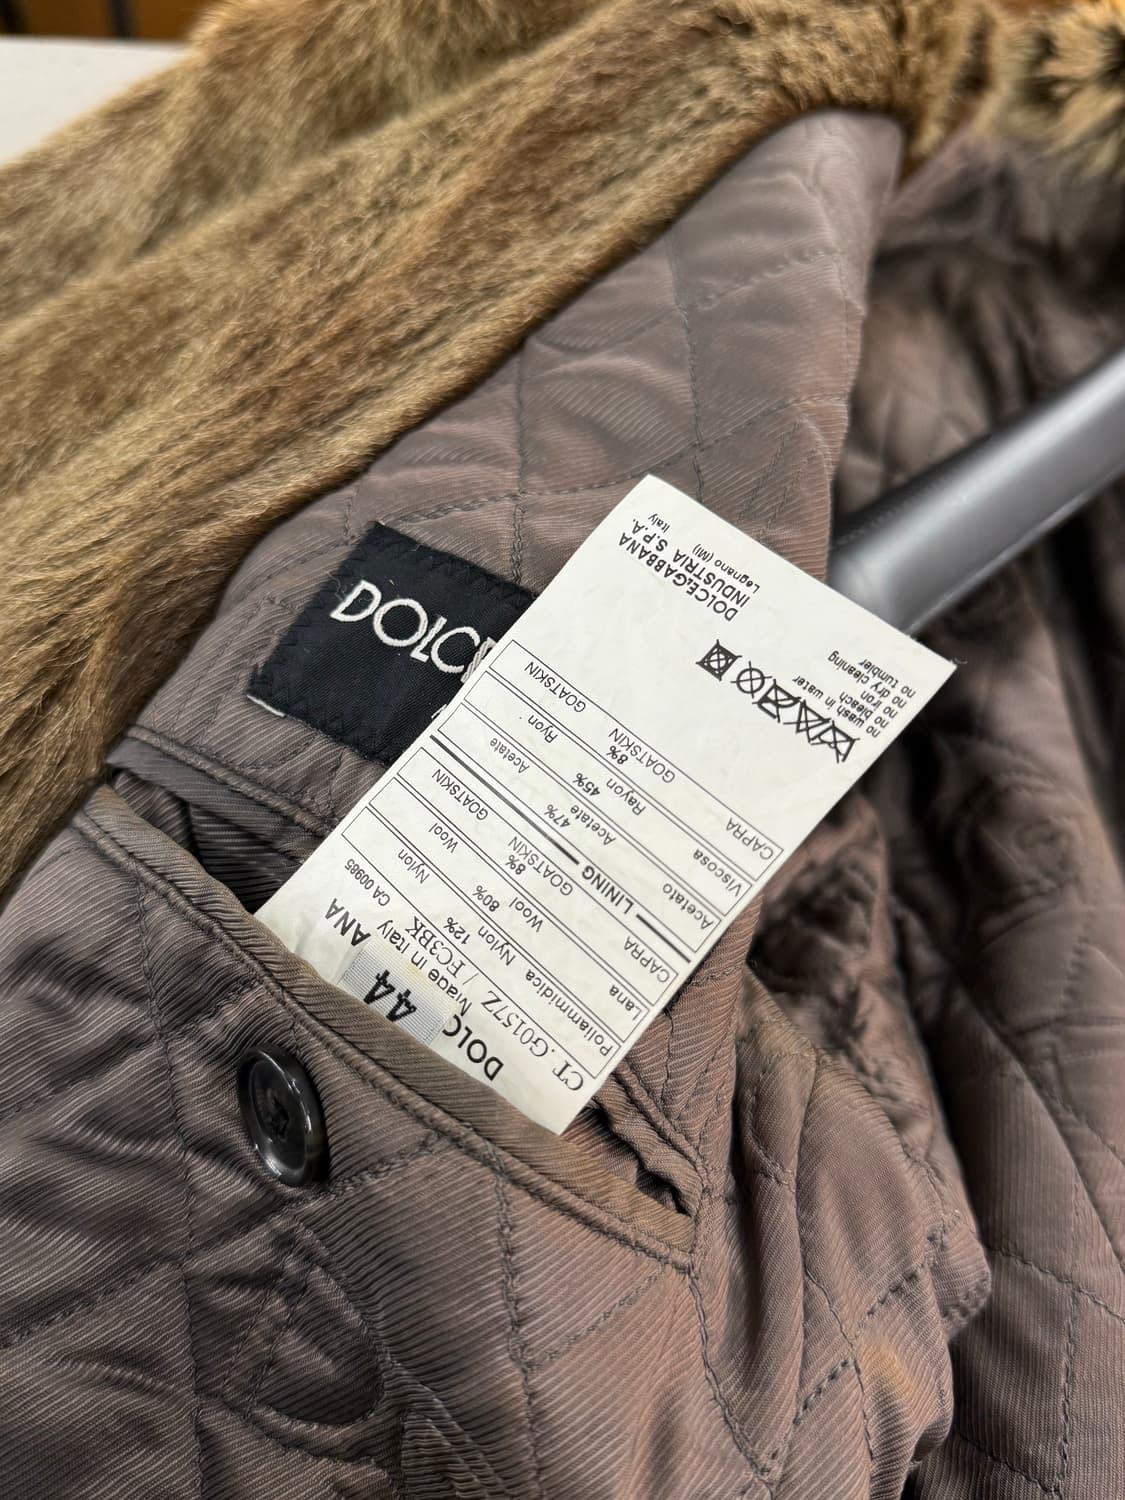 DOLC
DOLC
ANA
44
Made in Italy
CA 00985
CT. G0157Z / FC3BK
Poliammidica Nylon 12% Nylon
Lana Wool 80% Wool
CAPRA GOATSKIN 8% GOATSKIN
LINING
Acetato Acetate 47% Acetate
Viscosa Rayon 45% Ryon
CAPRA GOATSKIN 8% GOATSKIN
no wash in water
no bleach
no iron
no dry cleaning
no tumbler
DOLCE&GABBANA
INDUSTRIA S.P.A.
Legnano (MI)
Italy